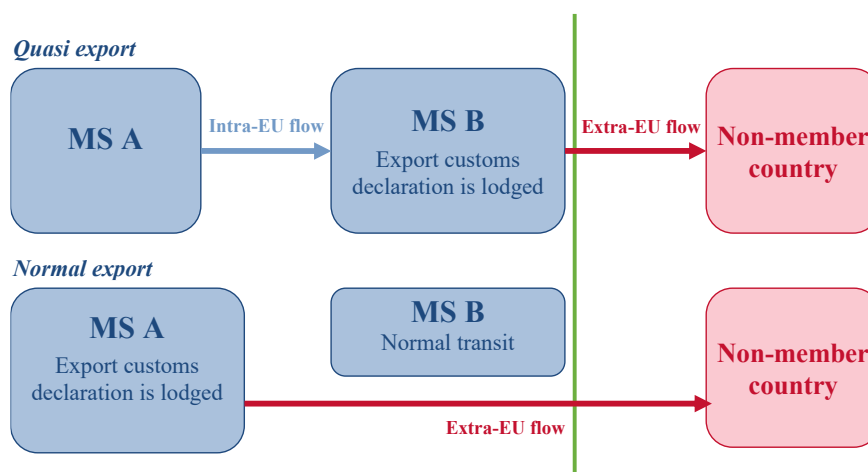 Quasi export
MS A
Intra-EU flow
MS B
Export customs
declaration is lodged
Extra-EU flow
Non-member
country
Normal export
MS A
Export customs
declaration is lodged
MS B
Normal transit
Extra-EU flow
Non-member
country